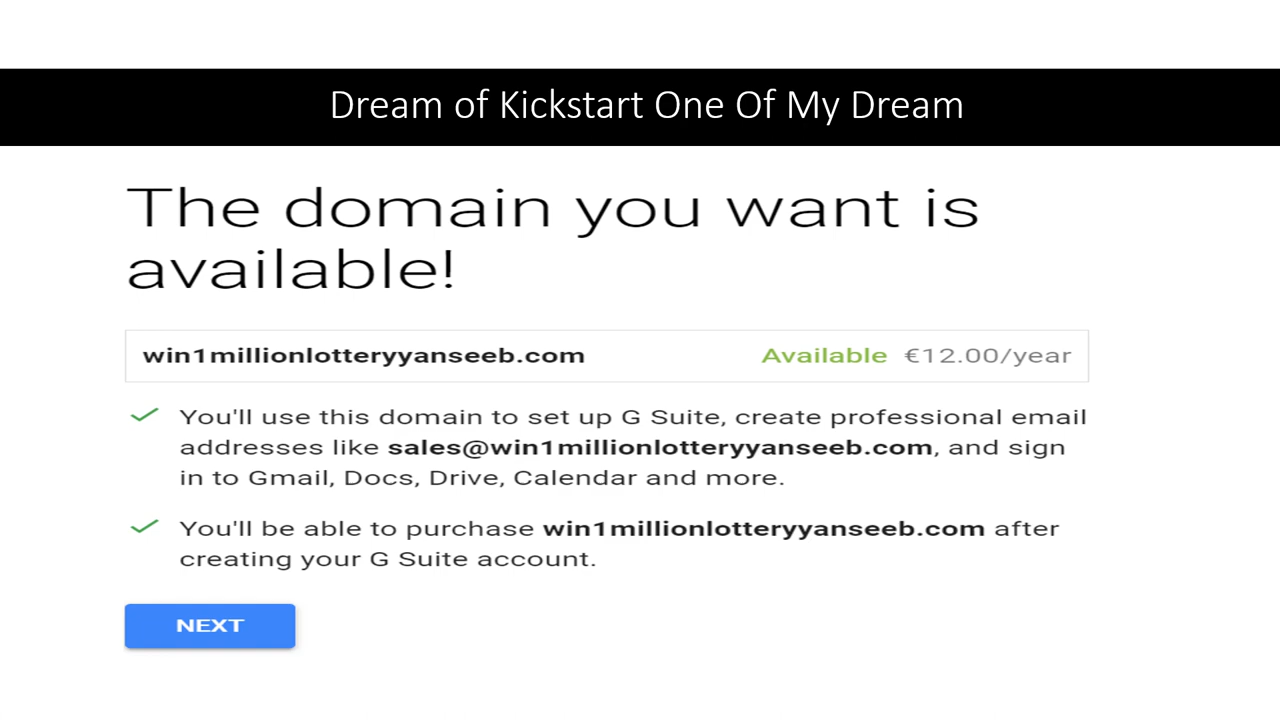 Dream of Kickstart One Of My Dream
The domain you want is
available!
win1millionlotteryyanseeb.com Available €12.00/year
You'll use this domain to set up G Suite, create professional email
addresses like sales@win1millionlotteryyanseeb.com, and sign
in to Gmail, Docs, Drive, Calendar and more.
You'll be able to purchase win1millionlotteryyanseeb.com after
creating your G Suite account.
NEXT